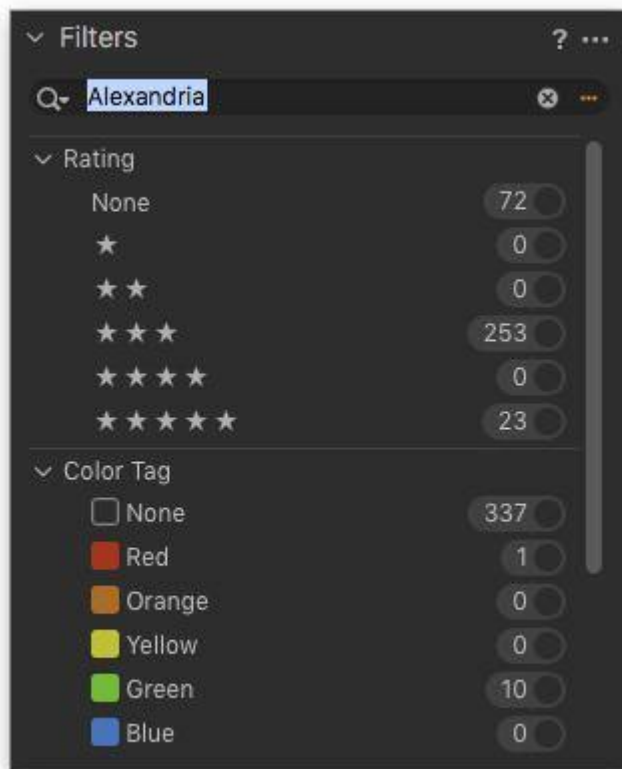 Filters ? ...
Alexandria
Rating
None 72
★ 0
★★ 0
★★★ 253
★★★★ 0
★★★★★ 23
Color Tag
None 337
Red 1
Orange 0
Yellow 0
Green 10
Blue 0